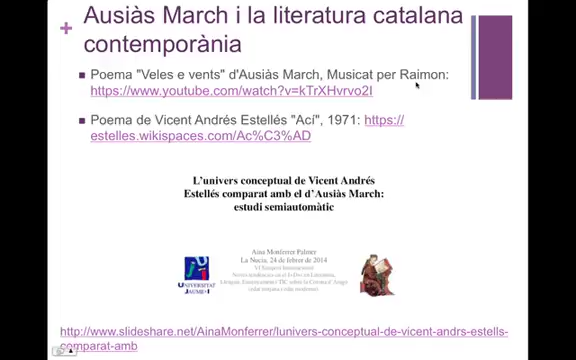 Ausiàs March i la literatura catalana
contemporània
Poema "Veles e vents" d'Ausiàs March, Musicat per Raimon:
https://www.youtube.com/watch?v=kTrXHvrvo2I
Poema de Vicent Andrés Estellés "Ací", 1971: https://
estelles.wikispaces.com/Ac%C3%AD
L'univers conceptual de Vicent Andrés
Estellés comparat amb el d'Ausiàs March:
estudi semiautomàtic
Aina Monferrer Palmer
La Nucia, 24 de febrer de 2014
VI Simposi Internacional
UNIVERSITAT
JAUME·I
http://www.slideshare.net/AinaMonferrer/lunivers-conceptual-de-vicent-andrs-estells-
comparat-amb